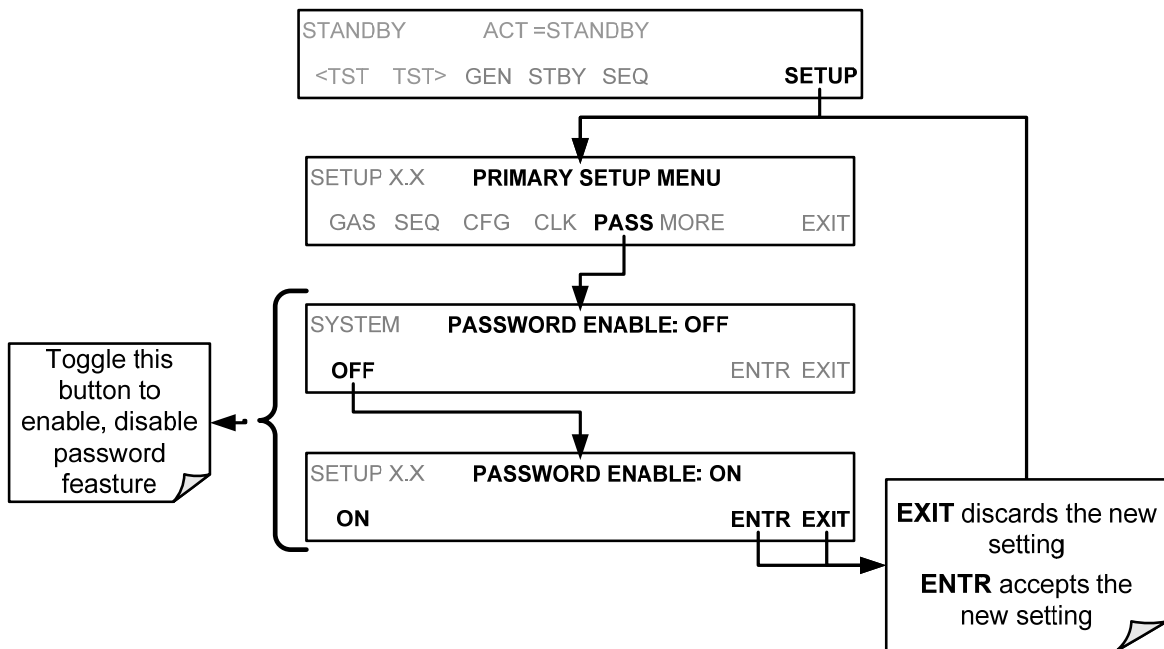 STANDBY ACT =STANDBY
<TST TST> GEN STBY SEQ SETUP
SETUP X.X PRIMARY SETUP MENU
GAS SEQ CFG CLK PASS MORE EXIT
SYSTEM PASSWORD ENABLE: OFF
OFF ENTR EXIT
Toggle this
button to
enable, disable
password
feasture
SETUP X.X PASSWORD ENABLE: ON
ON ENTR EXIT
EXIT discards the new
setting
ENTR accepts the
new setting